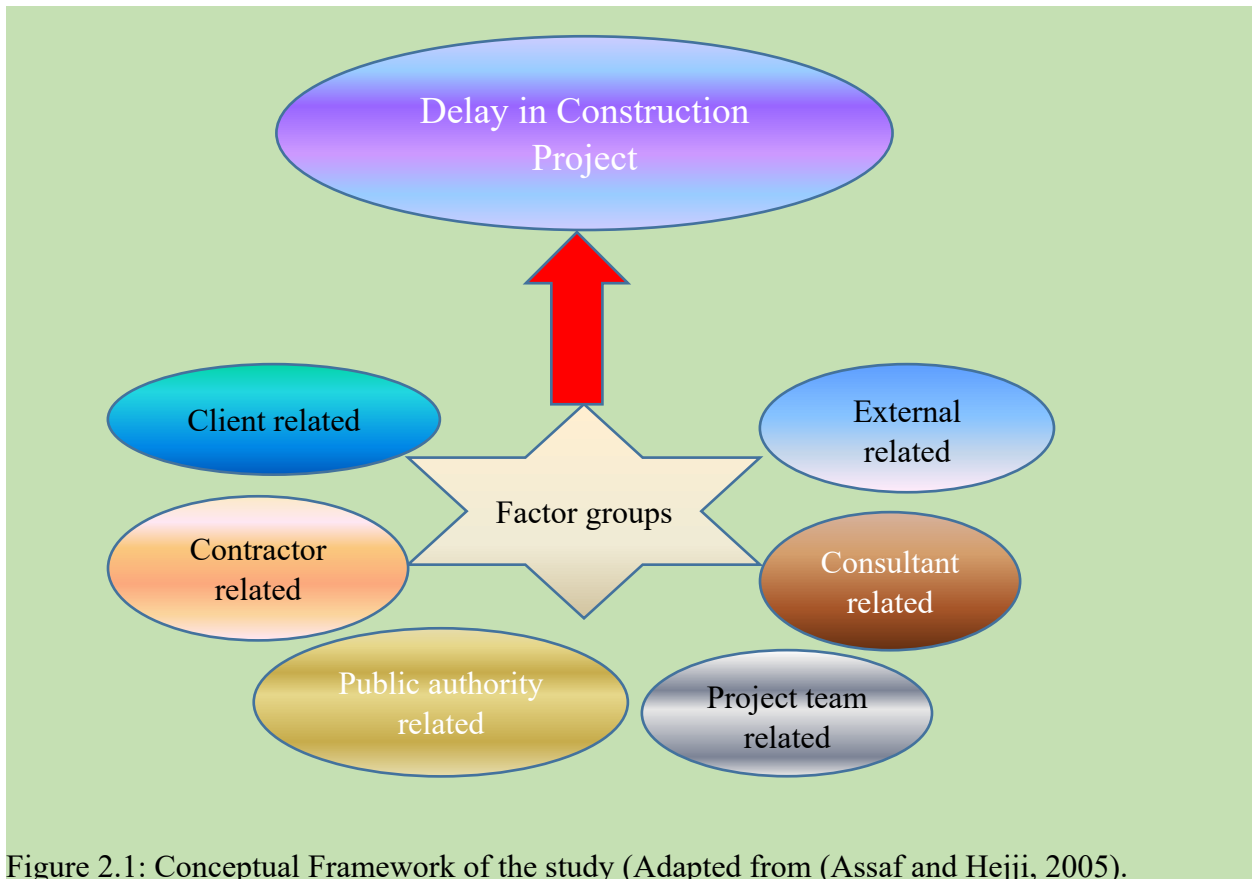 Delay in Construction
Project
Client related
External
related
Factor groups
Contractor
related
Consultant
related
Public authority
related
Project team
related
Figure 2.1: Conceptual Framework of the study (Adapted from (Assaf and Hejji, 2005).